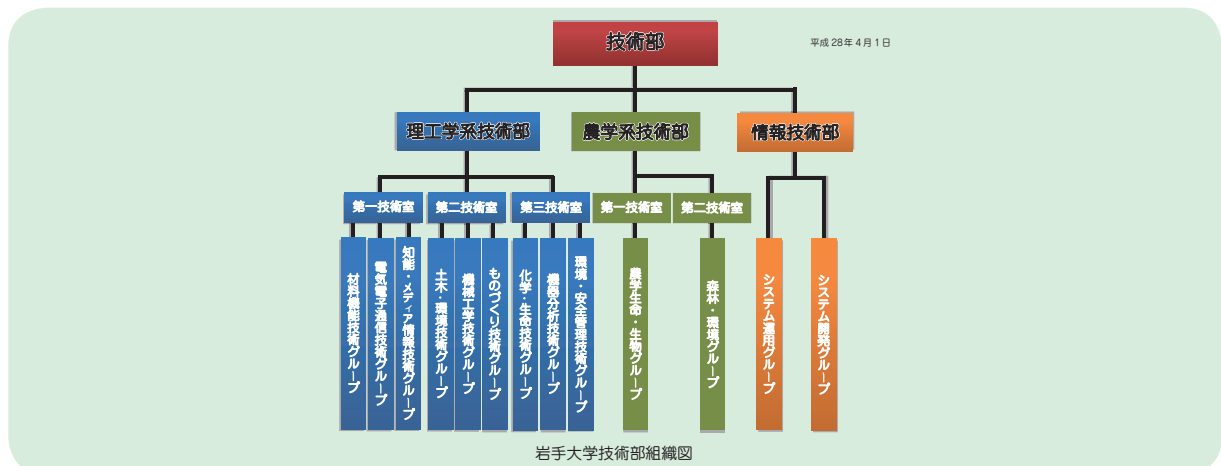 技術部
平成28年4月1日
理工学系技術部
農学系技術部
情報技術部
第一技術室
第二技術室
第三技術室
第一技術室
第二技術室
材料機能技術グループ
電気電子通信技術グループ
知能・メディア情報技術グループ
土木・環境技術グループ
機械工学技術グループ
ものづくり技術グループ
化学・生命技術グループ
機器分析技術グループ
環境・安全管理技術グループ
農学生命・生物グループ
森林・環境グループ
システム運用グループ
システム開発グループ
岩手大学技術部組織図